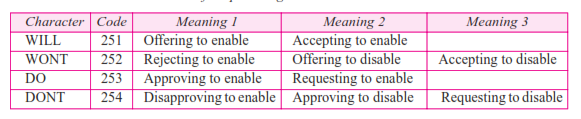 Character Code Meaning 1 Meaning 2 Meaning 3
WILL 251 Offering to enable Accepting to enable
WONT 252 Rejecting to enable Offering to disable Accepting to disable
DO 253 Approving to enable Requesting to enable
DONT 254 Disapproving to enable Approving to disable Requesting to disable